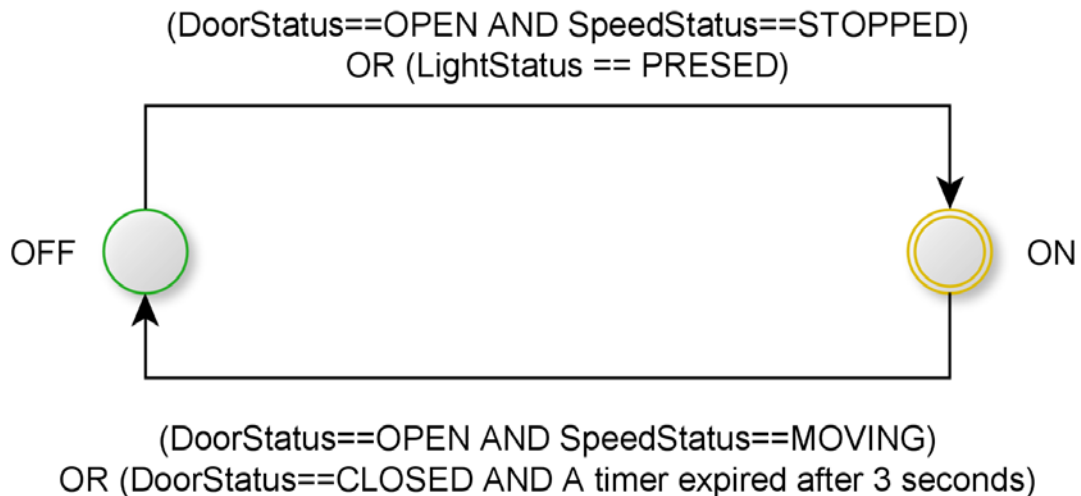 (DoorStatus==OPEN AND SpeedStatus==STOPPED)
OR (LightStatus == PRESED)
OFF
ON
(DoorStatus==OPEN AND SpeedStatus==MOVING)
OR (DoorStatus==CLOSED AND A timer expired after 3 seconds)